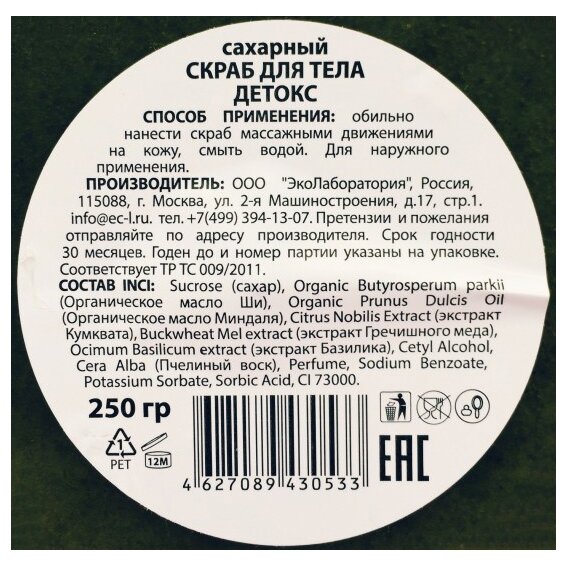 сахарный
СКРАБ ДЛЯ ТЕЛА
ДЕТОКС
СПОСОБ ПРИМЕНЕНИЯ: обильно
нанести скраб массажными движениями
на кожу, смыть водой. Для наружного
применения.
ПРОИЗВОДИТЕЛЬ: ООО "ЭкоЛаборатория", Россия,
115088, г. Москва, ул. 2-я Машиностроения, д.17, стр.1.
info@ec-l.ru. тел. +7(499) 394-13-07. Претензии и пожелания
отправляйте по адресу производителя. Срок годности
30 месяцев. Годен до и номер партии указаны на упаковке.
Соответствует ТР ТС 009/2011.
СОСТАВ INCI: Sucrose (сахар), Organic Butyrosperum parkii
(Органическое масло Ши), Organic Prunus Dulcis Oil
(Органическое масло Миндаля), Citrus Nobilis Extract (экстракт
Кумквата), Buckwheat Mel extract (экстракт Гречишного меда),
Ocimum Basilicum extract (экстракт Базилика), Cetyl Alcohol,
Cera Alba (Пчелиный воск), Perfume, Sodium Benzoate,
Potassium Sorbate, Sorbic Acid, CI 73000.
250 гр
1
PET
12M
4 627089 430533
EAC